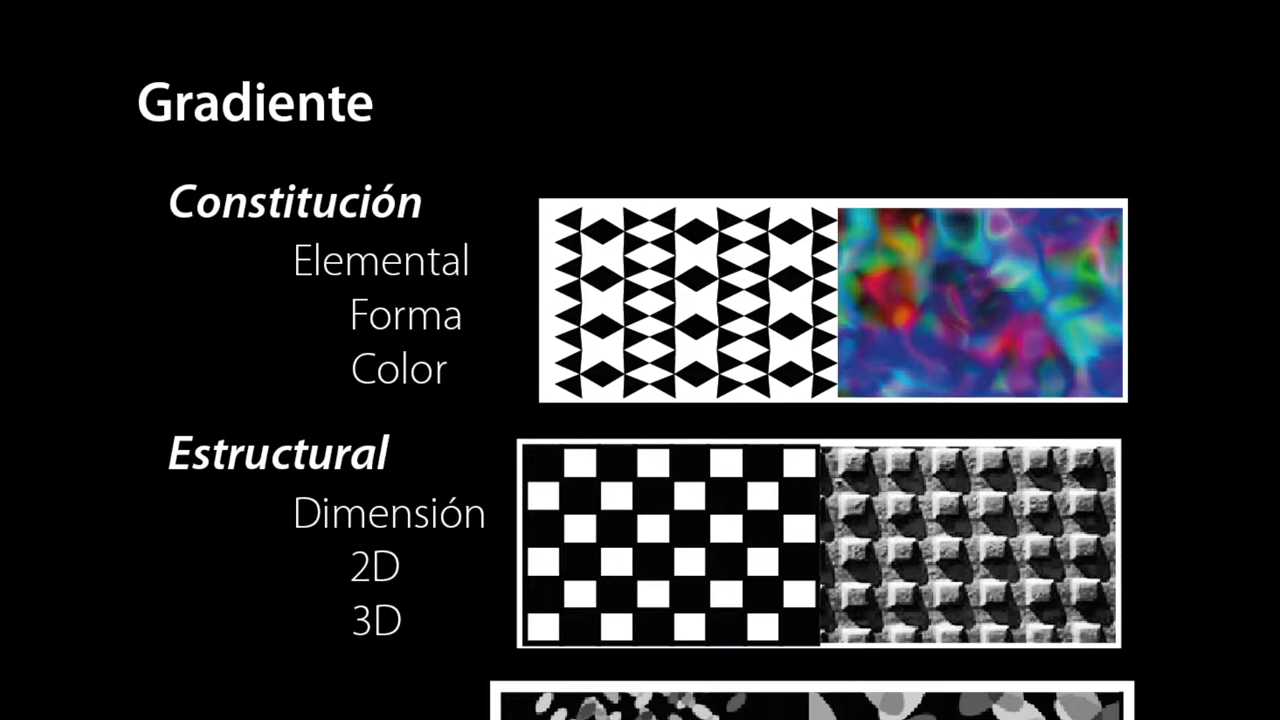 Gradiente
Constitución
Elemental
Forma
Color
Estructural
Dimensión
2D
3D